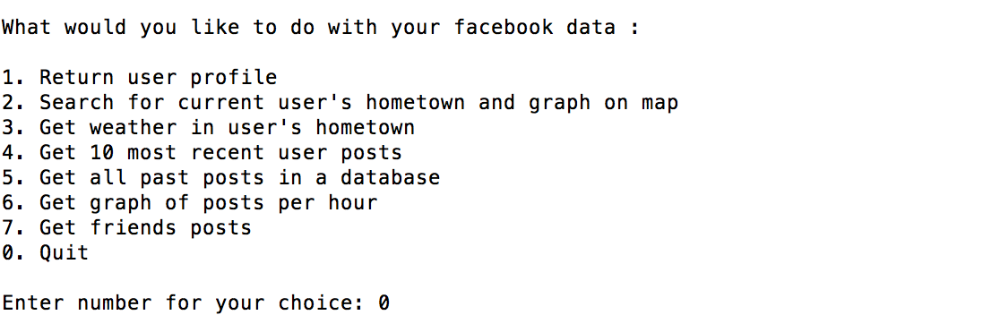 What would you like to do with your facebook data :
1. Return user profile
2. Search for current user's hometown and graph on map
3. Get weather in user's hometown
4. Get 10 most recent user posts
5. Get all past posts in a database
6. Get graph of posts per hour
7. Get friends posts
0. Quit
Enter number for your choice: 0